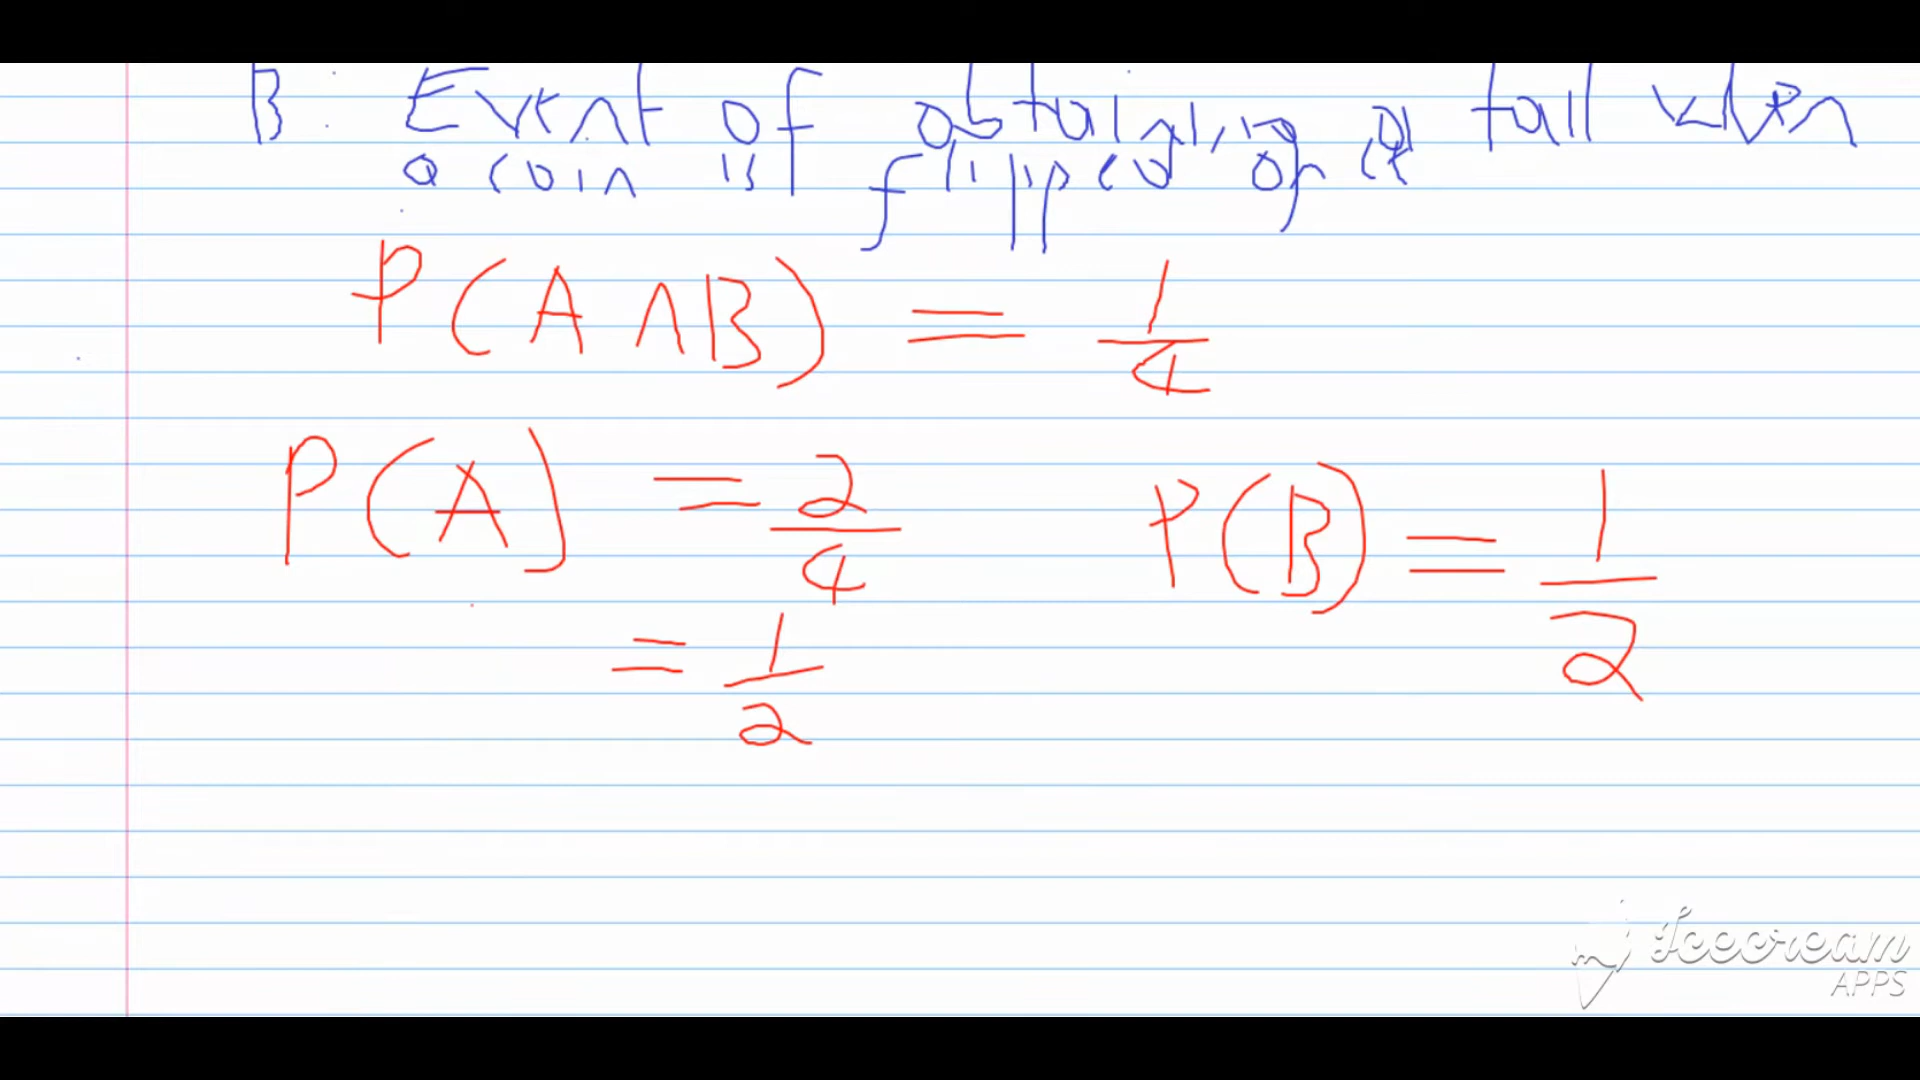 B : Event of obtaining a tail when
a coin is flipped once
P(A ∩ B) = 1/4
P(A) = 2/4 P(B) = 1/2
= 1/2
Icecream
APPS